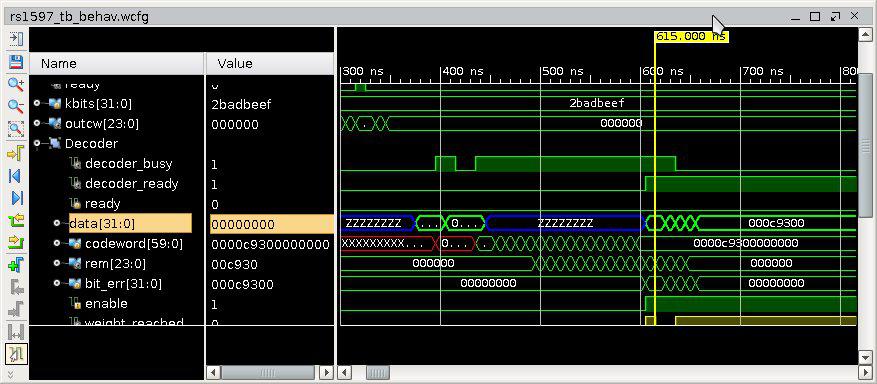 rs1597_tb_behav.wcfg
615.000 ns
Name Value
300 ns 400 ns 500 ns 600 ns 700 ns 800
ready 0
kbits[31:0] 2badbeef 2badbeef
outcw[23:0] 000000 . 000000
Decoder
decoder_busy 1
decoder_ready 1
ready 0
data[31:0] 00000000 ZZZZZZZZ ... 0... ZZZZZZZZ 000c9300
codeword[59:0] 0000c9300000000 XXXXXXXXX... 0... . 0000c9300000000
rem[23:0] 00c930 000000 000000
bit_err[31:0] 000c9300 00000000 00000000
enable 1
weight_reached 0